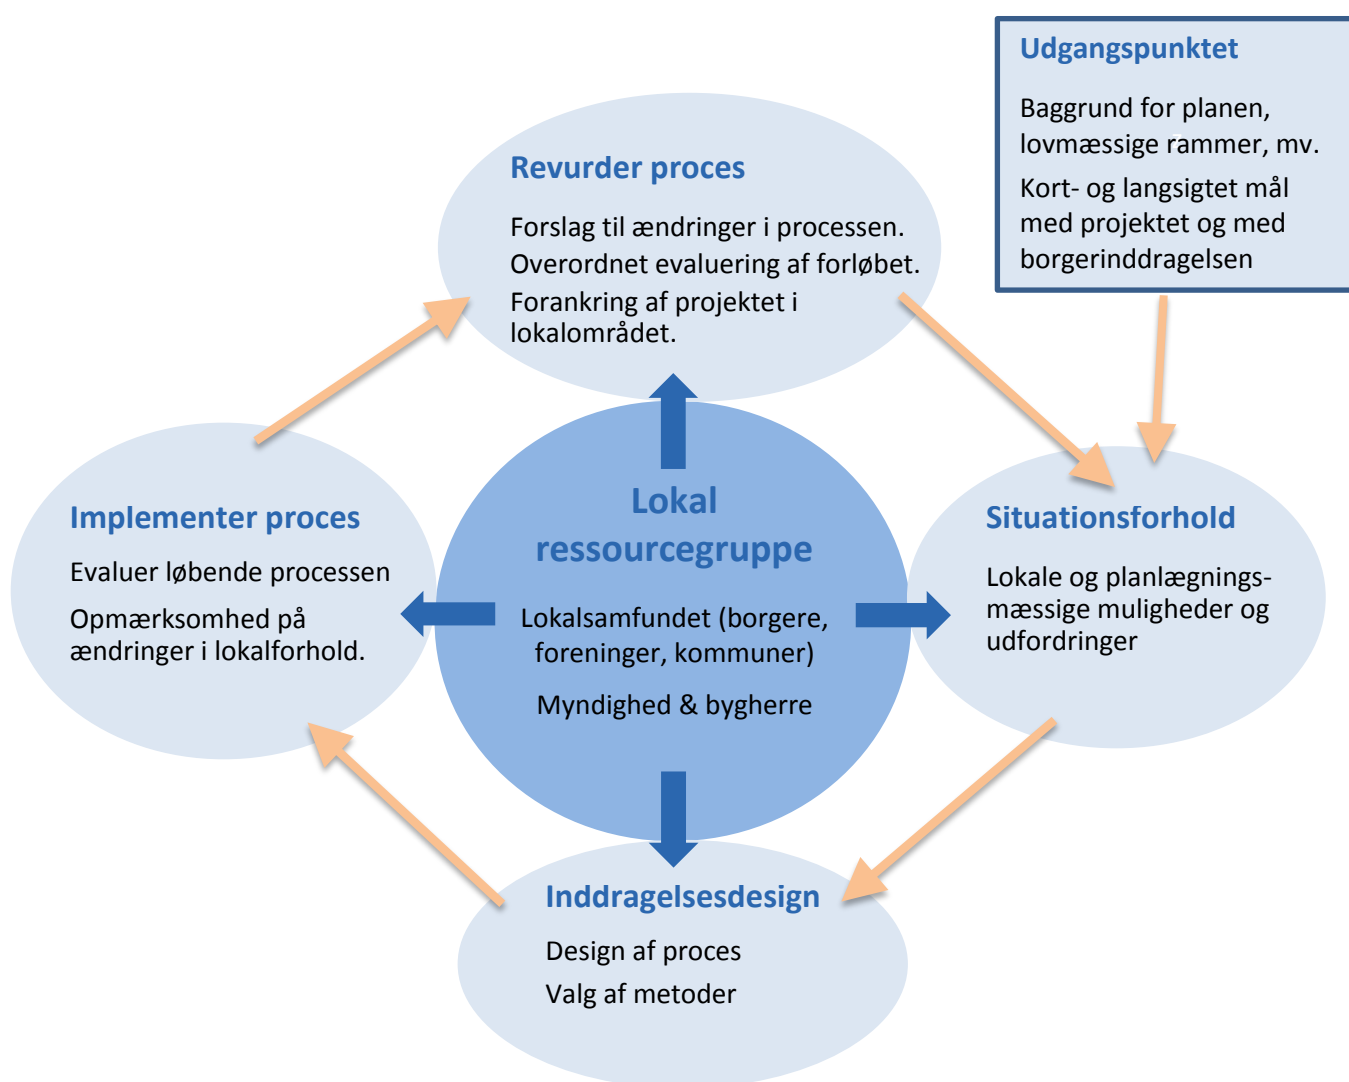 Udgangspunktet
Baggrund for planen,
lovmæssige rammer, mv.
Kort- og langsigtet mål
med projektet og med
borgerinddragelsen
Revurder proces
Forslag til ændringer i processen.
Overordnet evaluering af forløbet.
Forankring af projektet i
lokalområdet.
Implementer proces
Evaluer løbende processen
Opmærksomhed på
ændringer i lokalforhold.
Lokal
ressourcegruppe
Lokalsamfundet (borgere,
foreninger, kommuner)
Myndighed & bygherre
Situationsforhold
Lokale og planlægnings-
mæssige muligheder og
udfordringer
Inddragelsesdesign
Design af proces
Valg af metoder